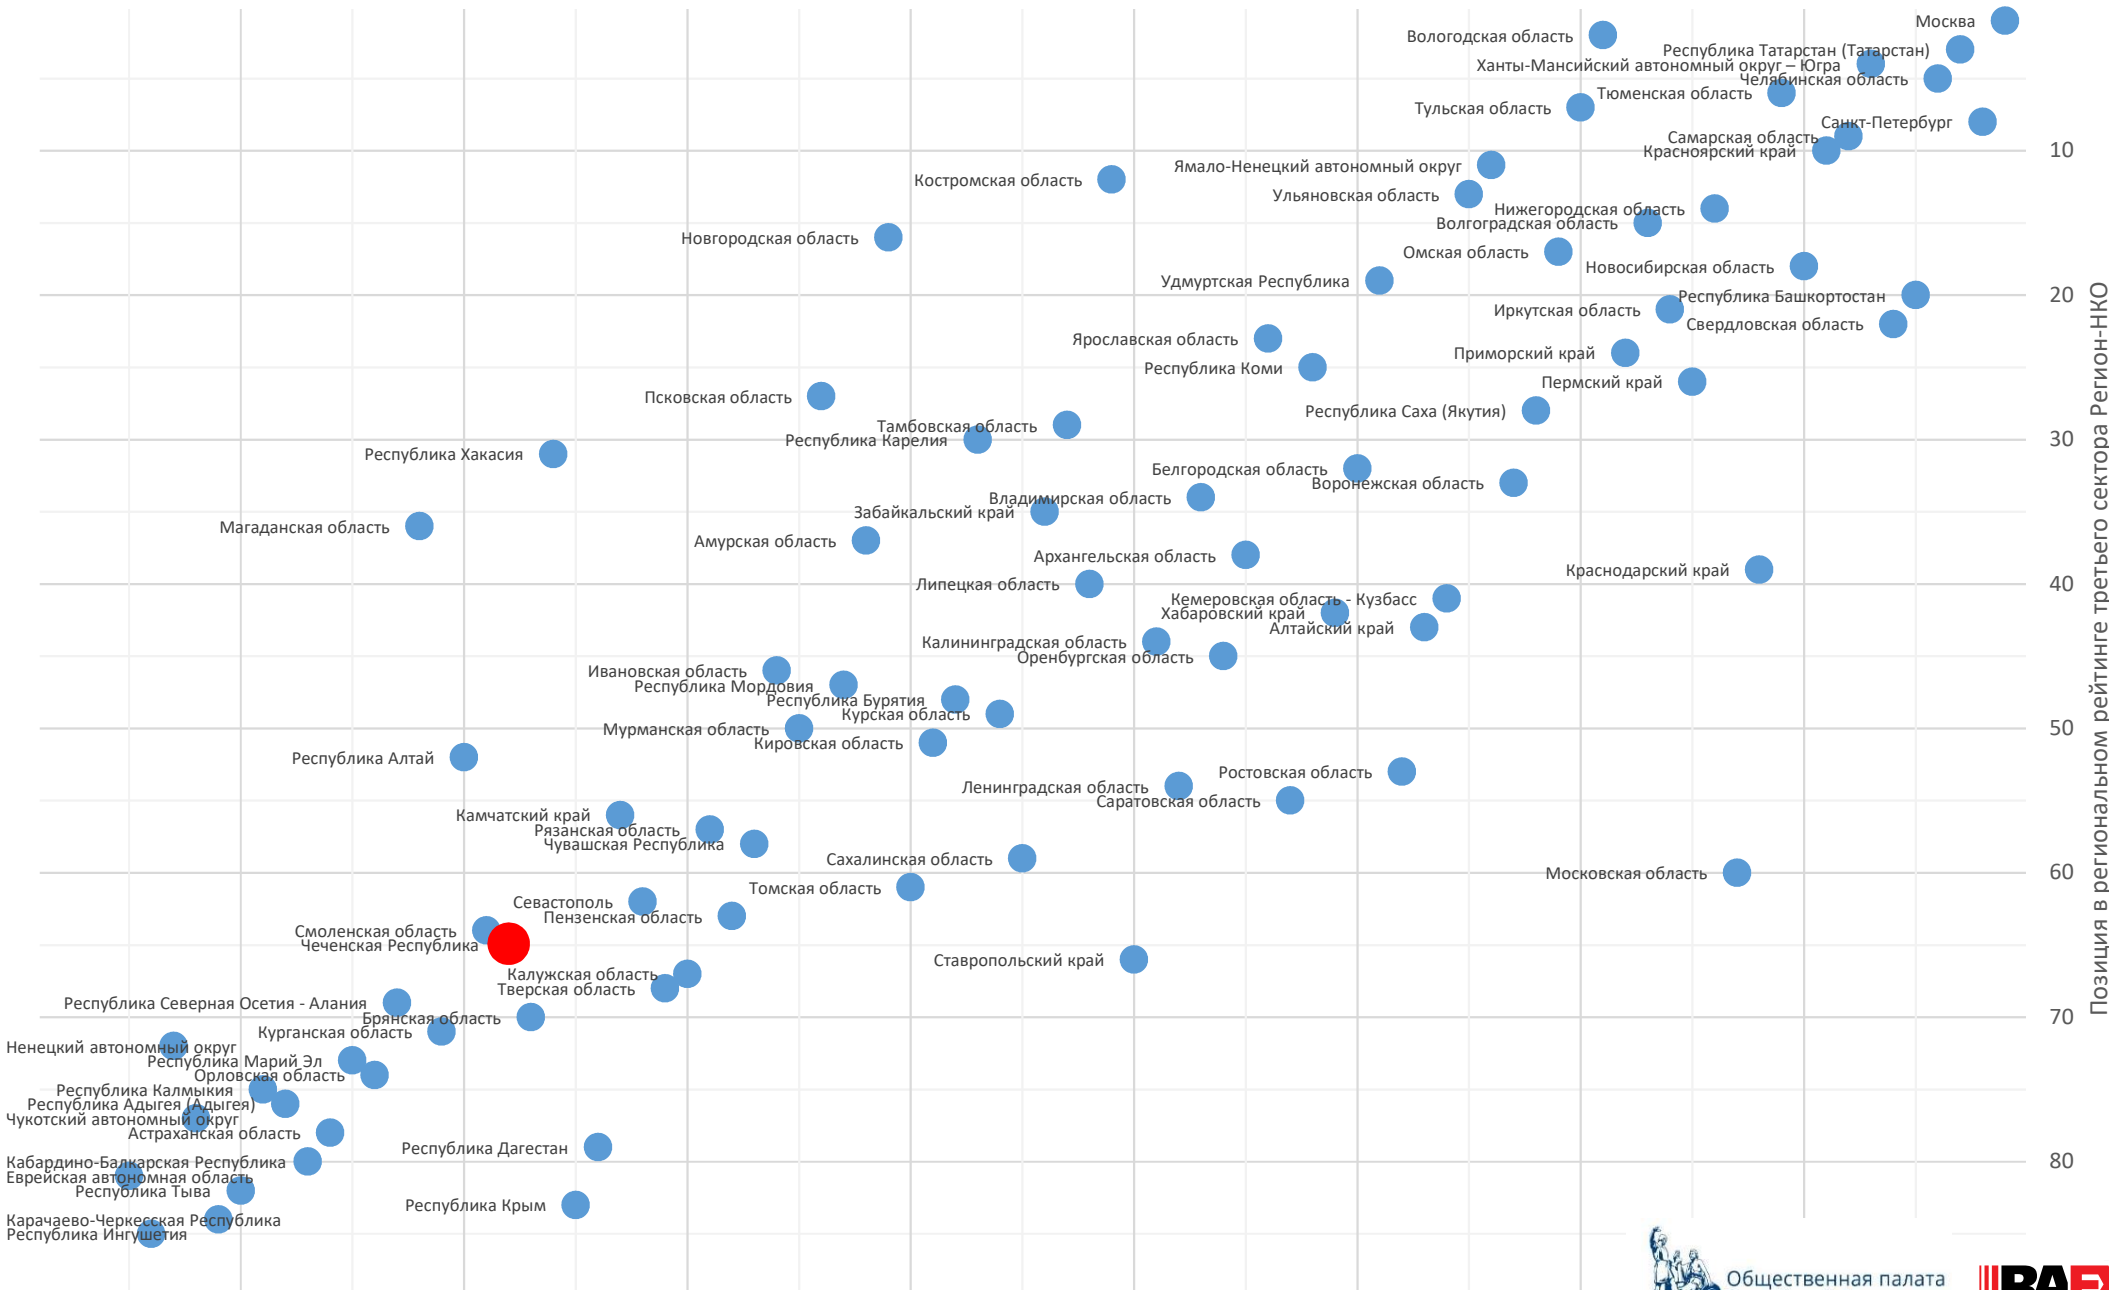 Москва
Вологодская область
Республика Татарстан (Татарстан)
Ханты-Мансийский автономный округ – Югра
Челябинская область
Тюменская область
Тульская область
Санкт-Петербург
Самарская область
Красноярский край
10
Ямало-Ненецкий автономный округ
Костромская область
Ульяновская область
Нижегородская область
Волгоградская область
Новгородская область
Омская область
Новосибирская область
Удмуртская Республика
Республика Башкортостан
20
Иркутская область
Свердловская область
Ярославская область
Приморский край
Республика Коми
Пермский край
Псковская область
Республика Саха (Якутия)
Тамбовская область
Республика Карелия
30
Республика Хакасия
Белгородская область
Воронежская область
Владимирская область
Забайкальский край
Магаданская область
Амурская область
Архангельская область
Краснодарский край
Липецкая область
40
Кемеровская область - Кузбасс
Хабаровский край
Алтайский край
Калининградская область
Оренбургская область
Ивановская область
Республика Мордовия
Республика Бурятия
Курская область
Мурманская область
50
Кировская область
Республика Алтай
Ростовская область
Ленинградская область
Саратовская область
Камчатский край
Рязанская область
Чувашская Республика
Сахалинская область
Московская область
60
Томская область
Севастополь
Пензенская область
Смоленская область
Чеченская Республика
Ставропольский край
Калужская область
Тверская область
Республика Северная Осетия - Алания
Брянская область
70
Курганская область
Ненецкий автономный округ
Республика Марий Эл
Орловская область
Республика Калмыкия
Республика Адыгея (Адыгея)
Чукотский автономный округ
Астраханская область
Республика Дагестан
Кабардино-Балкарская Республика
80
Еврейская автономная область
Республика Тыва
Республика Крым
Карачаево-Черкесская Республика
Республика Ингушетия
Позиция в региональном рейтинге третьего сектора Регион-НКО
Общественная палата